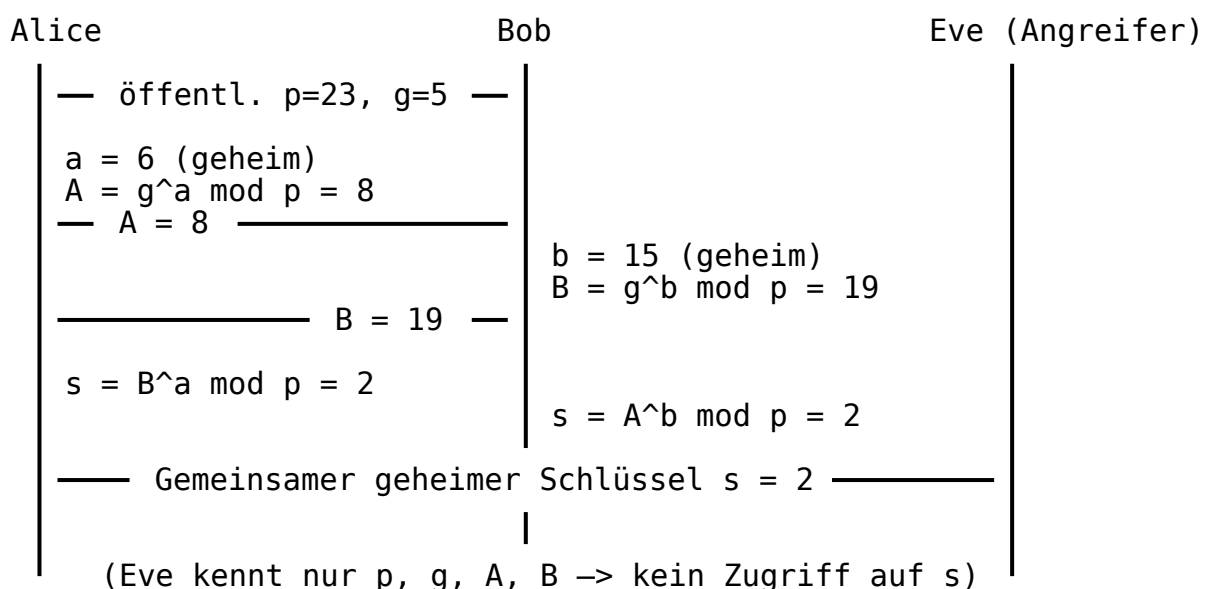 Alice Bob Eve (Angreifer)
öffentl. p=23, g=5
a = 6 (geheim)
A = g^a mod p = 8
A = 8
b = 15 (geheim)
B = g^b mod p = 19
B = 19
s = B^a mod p = 2
s = A^b mod p = 2
Gemeinsamer geheimer Schlüssel s = 2
(Eve kennt nur p, g, A, B —> kein Zugriff auf s)